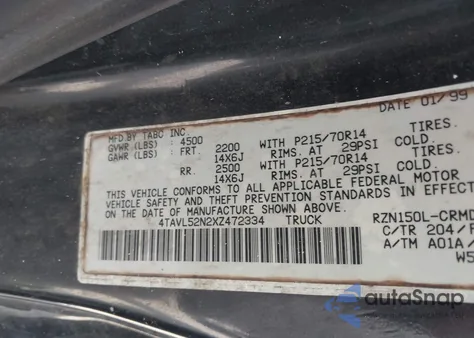 DATE 01/99
MFD BY TABC INC.
GVWR (LBS) 4500 WITH P215/70R14 TIRES.
GAWR (LBS) FRT. 2200 RIMS. AT 29PSI COLD.
14X6J
RR. 2500 WITH P215/70R14 TIRES.
14X6J RIMS. AT 29PSI COLD.
THIS VEHICLE CONFORMS TO ALL APPLICABLE FEDERAL MOTOR
VEHICLE SAFETY AND THEFT PREVENTION STANDARDS IN EFFECT
DATE OF MANUFACTURE SHOWN ABOVE.
4TAVL52N2XZ472334 TRUCK
RZN150L-CRMD
C/TR 204/F
A/TM A01A
W5
autoSnap